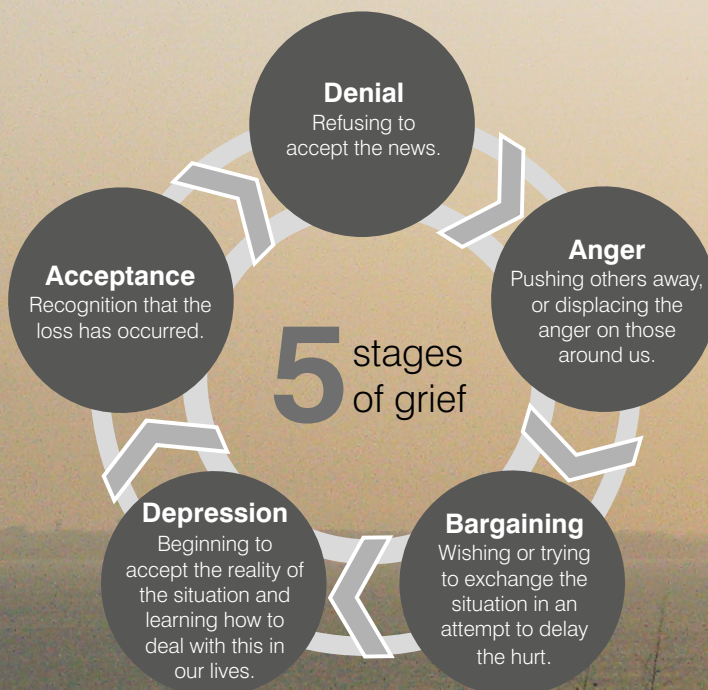 Denial
Refusing to
accept the news.
Anger
Pushing others away,
or displacing the
anger on those
around us.
Bargaining
Wishing or trying
to exchange the
situation in an
attempt to delay
the hurt.
Depression
Beginning to
accept the reality of
the situation and
learning how to
deal with this in
our lives.
Acceptance
Recognition that the
loss has occurred.
5 stages
of grief